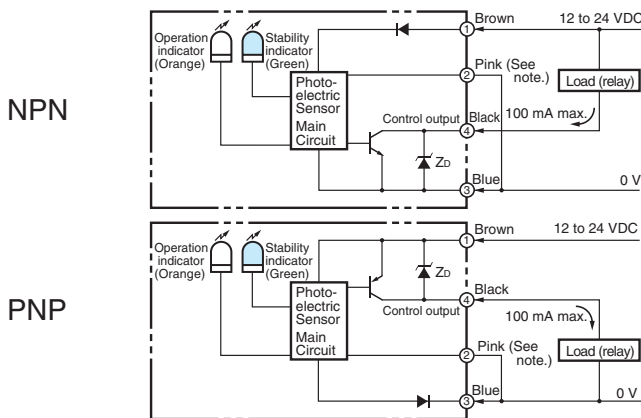 NPN
Operation
indicator
(Orange)
Stability
indicator
(Green)
Photo-
electric
Sensor
Main
Circuit
Control output
ZD
1
Brown
12 to 24 VDC
2
Pink (See
note.)
Load (relay)
4
Black
100 mA max.
3
Blue
0 V
PNP
Operation
indicator
(Orange)
Stability
indicator
(Green)
Photo-
electric
Sensor
Main
Circuit
ZD
Control output
1
Brown
12 to 24 VDC
4
Black
100 mA max.
2
Pink (See
note.)
Load (relay)
3
Blue
0 V